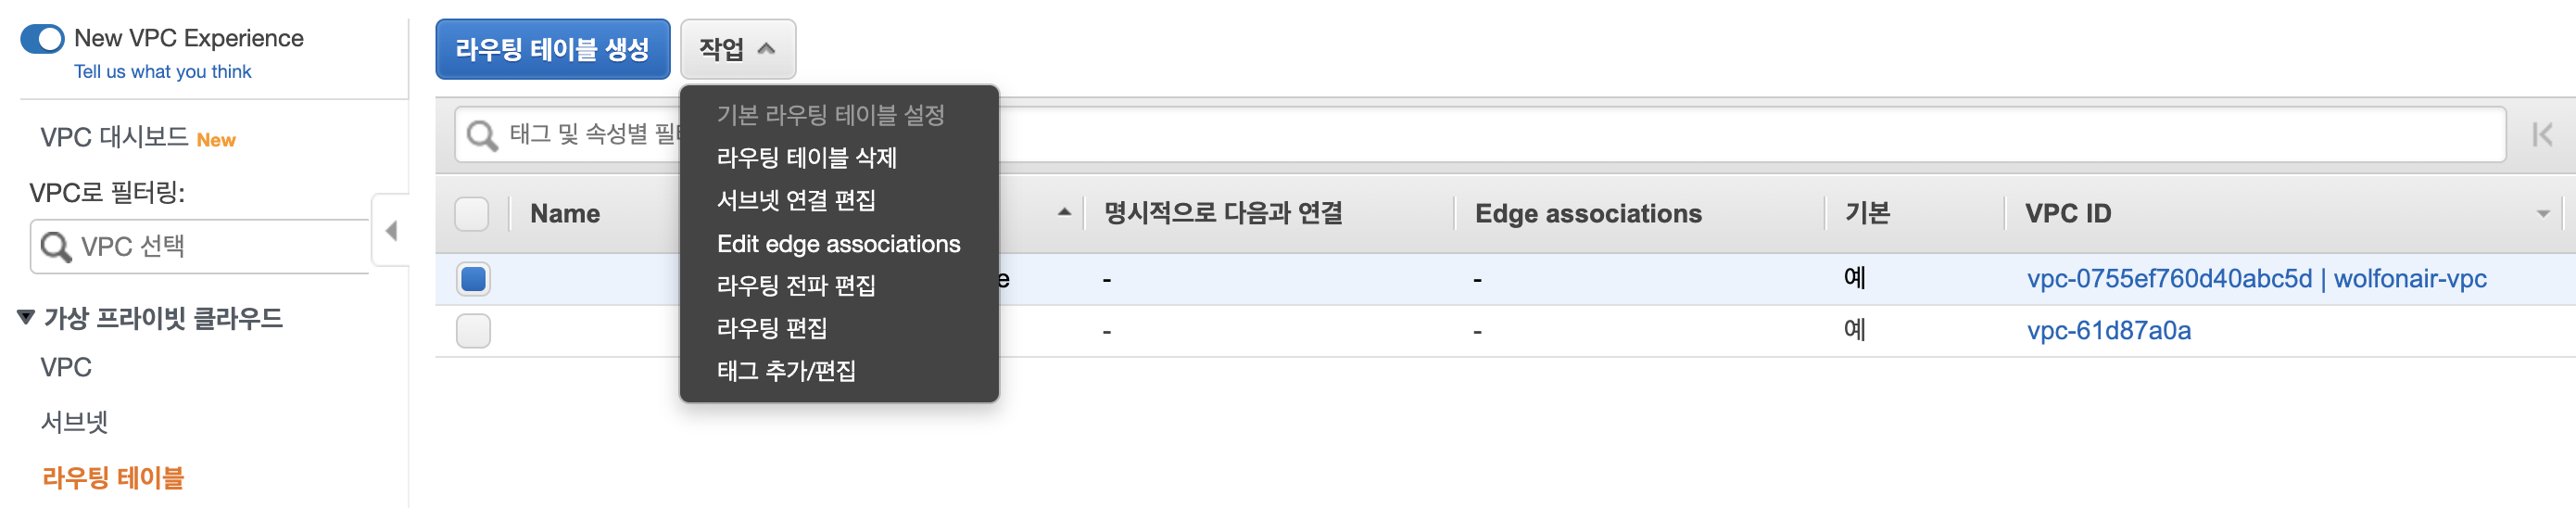 New VPC Experience
Tell us what you think
VPC 대시보드 New
VPC로 필터링:
VPC 선택
가상 프라이빗 클라우드
VPC
서브넷
라우팅 테이블
라우팅 테이블 생성
작업
기본 라우팅 테이블 설정
라우팅 테이블 삭제
서브넷 연결 편집
Edit edge associations
라우팅 전파 편집
라우팅 편집
태그 추가/편집
태그 및 속성별
Name 명시적으로 다음과 연결 Edge associations 기본 VPC ID
e - - 예 vpc-0755ef760d40abc5d | wolfonair-vpc
- - 예 vpc-61d87a0a